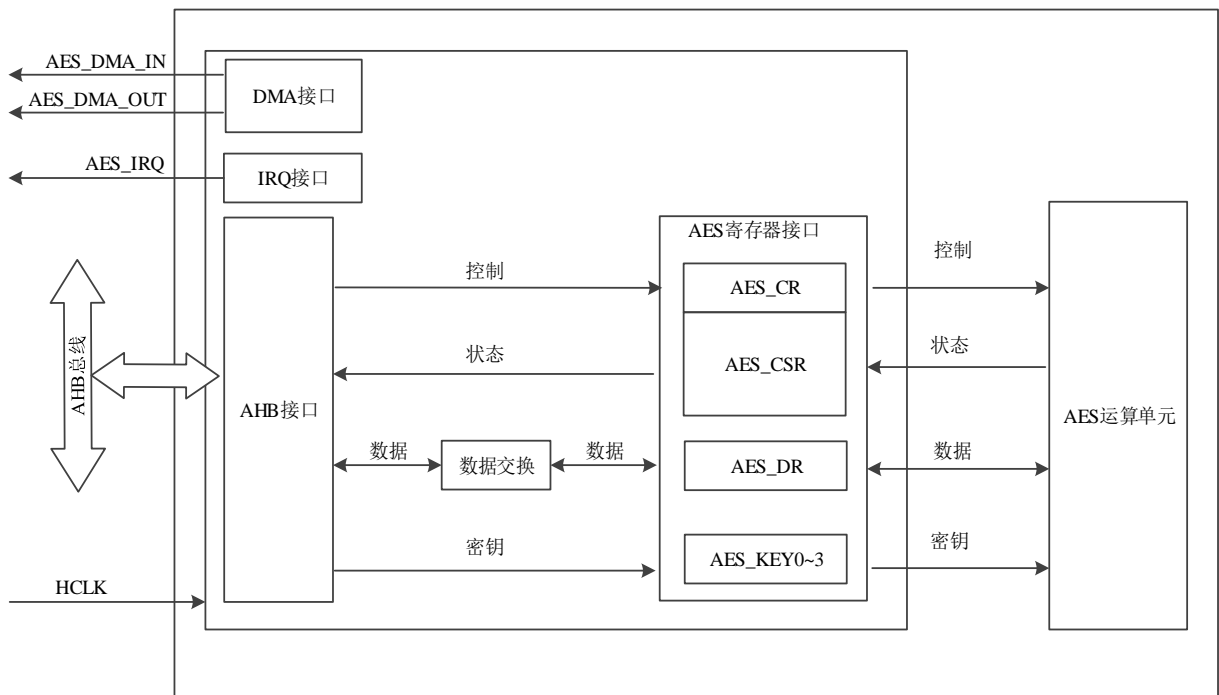 AES_DMA_IN
DMA接口
AES_DMA_OUT
AES_IRQ
IRQ接口
AES寄存器接口
控制
控制
AES_CR
状态
状态
AES_CSR
AHB总线
AHB接口
AES运算单元
数据
数据交换
数据
AES_DR
数据
密钥
AES_KEY0~3
密钥
HCLK